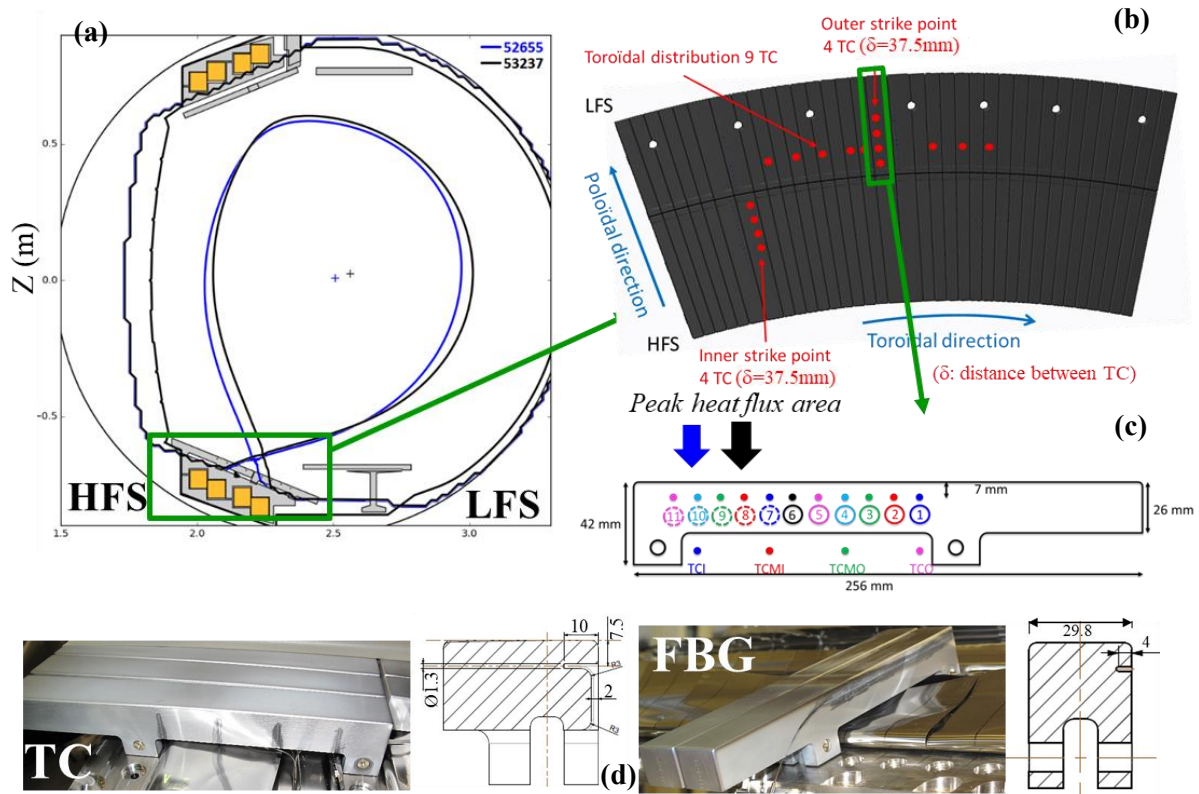 (a)
52655
53237
0.5
0.0
−0.5
Z (m)
HFS
LFS
1.5
2.0
2.5
3.0
(b)
Outer strike point
4 TC (δ=37.5mm)
Toroïdal distribution 9 TC
LFS
Poloïdal direction
HFS
Toroïdal direction
Inner strike point
4 TC (δ=37.5mm)
(δ: distance between TC)
Peak heat flux area
(c)
7 mm
42 mm
26 mm
11 10 9 8 7 6 5 4 3 2 1
TCI TCMI TCMO TCO
256 mm
TC
10
7.5
Ø1.3
2
R3
R3
(d)
FBG
29.8
4